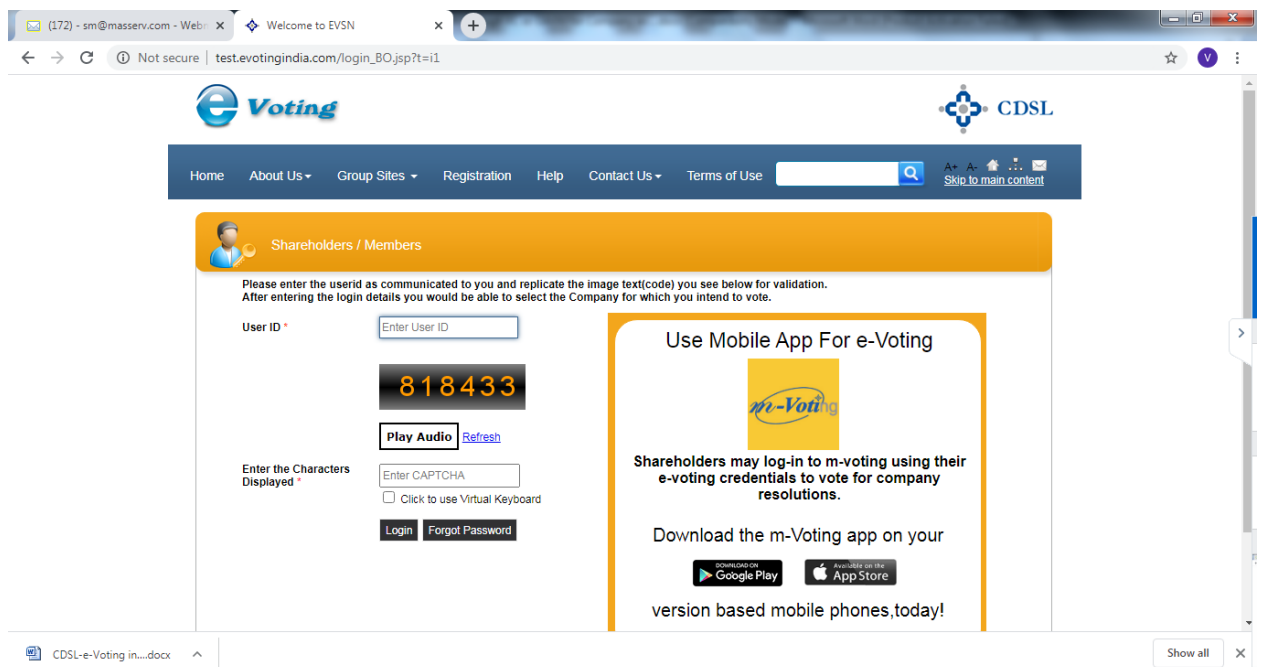 (172) - sm@masserv.com - Web
Welcome to EVSN
Not secure | test.evotingindia.com/login_BO.jsp?t=i1
V
e Voting
CDSL
Home About Us Group Sites Registration Help Contact Us Terms of Use
A+ A-
Skip to main content
Shareholders / Members
Please enter the userid as communicated to you and replicate the image text(code) you see below for validation.
After entering the login details you would be able to select the Company for which you intend to vote.
User ID *
Enter User ID
818433
Play Audio Refresh
Enter the Characters
Displayed *
Enter CAPTCHA
Click to use Virtual Keyboard
Login Forgot Password
Use Mobile App For e-Voting
m-Voting
Shareholders may log-in to m-voting using their
e-voting credentials to vote for company
resolutions.
Download the m-Voting app on your
DOWNLOAD ON
Google Play
Available on the
App Store
version based mobile phones,today!
CDSL-e-Voting in....docx
Show all